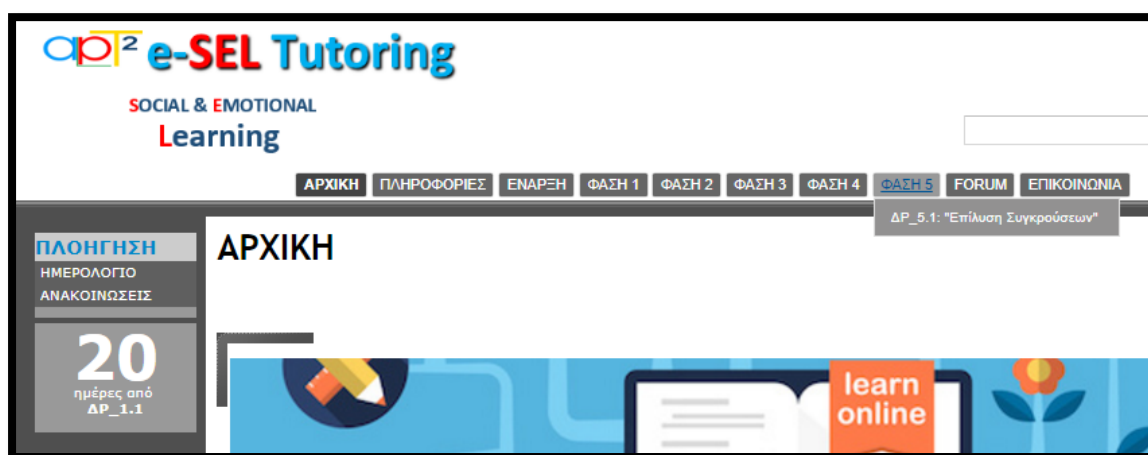 apT² e-SEL Tutoring
SOCIAL & EMOTIONAL
Learning
ΑΡΧΙΚΗ ΠΛΗΡΟΦΟΡΙΕΣ ΕΝΑΡΞΗ ΦΑΣΗ 1 ΦΑΣΗ 2 ΦΑΣΗ 3 ΦΑΣΗ 4 ΦΑΣΗ 5 FORUM ΕΠΙΚΟΙΝΩΝΙΑ
ΔΡ_5.1: "Επίλυση Συγκρούσεων"
ΠΛΟΗΓΗΣΗ
ΗΜΕΡΟΛΟΓΙΟ
ΑΝΑΚΟΙΝΩΣΕΙΣ
20
ημέρες από
ΔΡ_1.1
ΑΡΧΙΚΗ
learn
online